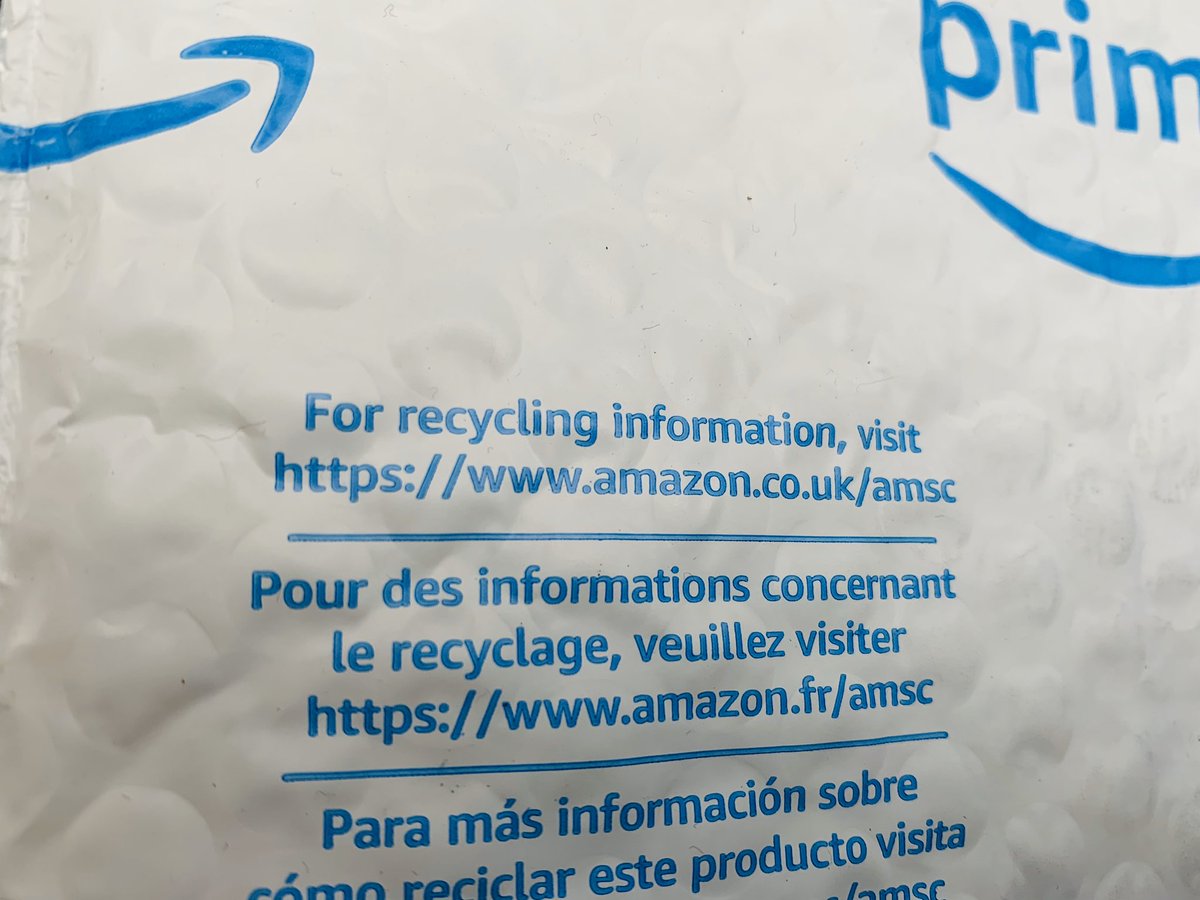 prim
For recycling information, visit
https://www.amazon.co.uk/amsc
Pour des informations concernant
le recyclage, veuillez visiter
https://www.amazon.fr/amsc
Para más información sobre
cómo reciclar este producto visita
/amsc